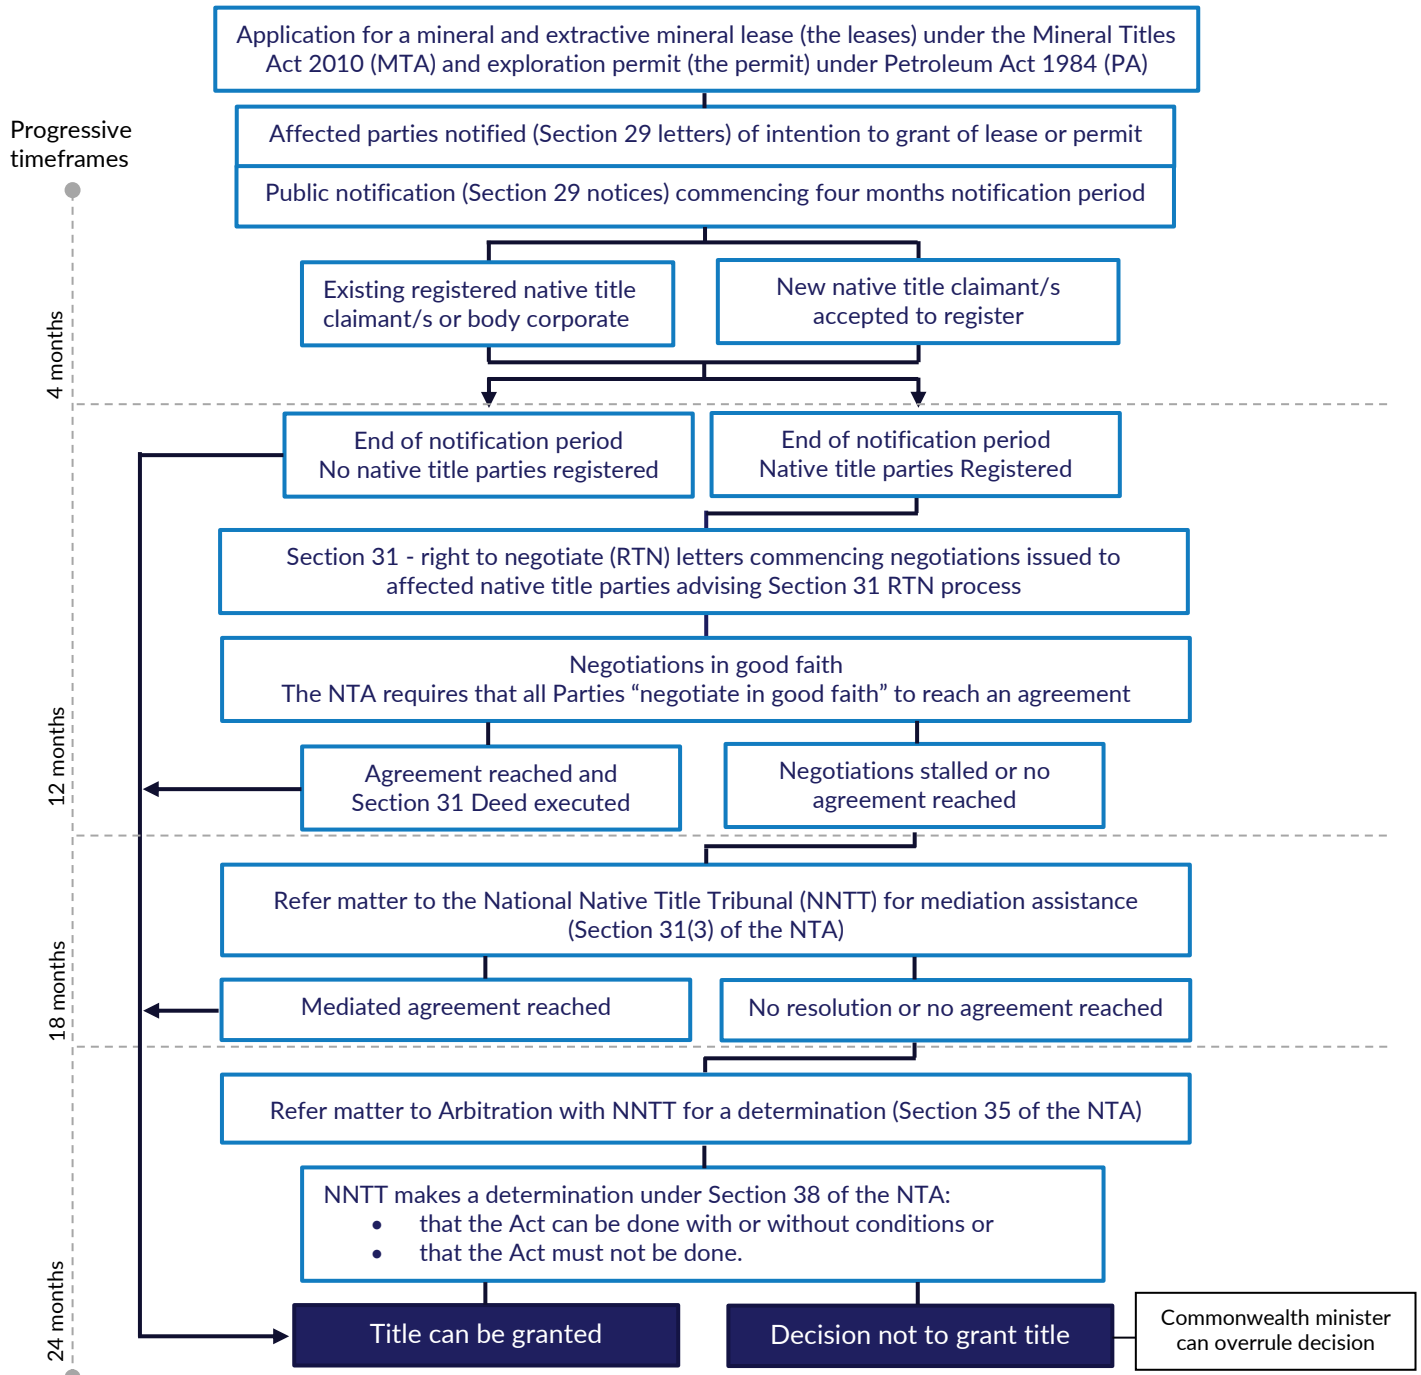 Application for a mineral and extractive mineral lease (the leases) under the Mineral Titles
Act 2010 (MTA) and exploration permit (the permit) under Petroleum Act 1984 (PA)
Progressive
timeframes
Affected parties notified (Section 29 letters) of intention to grant of lease or permit
Public notification (Section 29 notices) commencing four months notification period
Existing registered native title
claimant/s or body corporate
New native title claimant/s
accepted to register
4 months
End of notification period
No native title parties registered
End of notification period
Native title parties Registered
Section 31 - right to negotiate (RTN) letters commencing negotiations issued to
affected native title parties advising Section 31 RTN process
Negotiations in good faith
The NTA requires that all Parties “negotiate in good faith” to reach an agreement
12 months
Agreement reached and
Section 31 Deed executed
Negotiations stalled or no
agreement reached
Refer matter to the National Native Title Tribunal (NNTT) for mediation assistance
(Section 31(3) of the NTA)
18 months
Mediated agreement reached
No resolution or no agreement reached
Refer matter to Arbitration with NNTT for a determination (Section 35 of the NTA)
NNTT makes a determination under Section 38 of the NTA:
• that the Act can be done with or without conditions or
• that the Act must not be done.
24 months
Title can be granted
Decision not to grant title
Commonwealth minister
can overrule decision